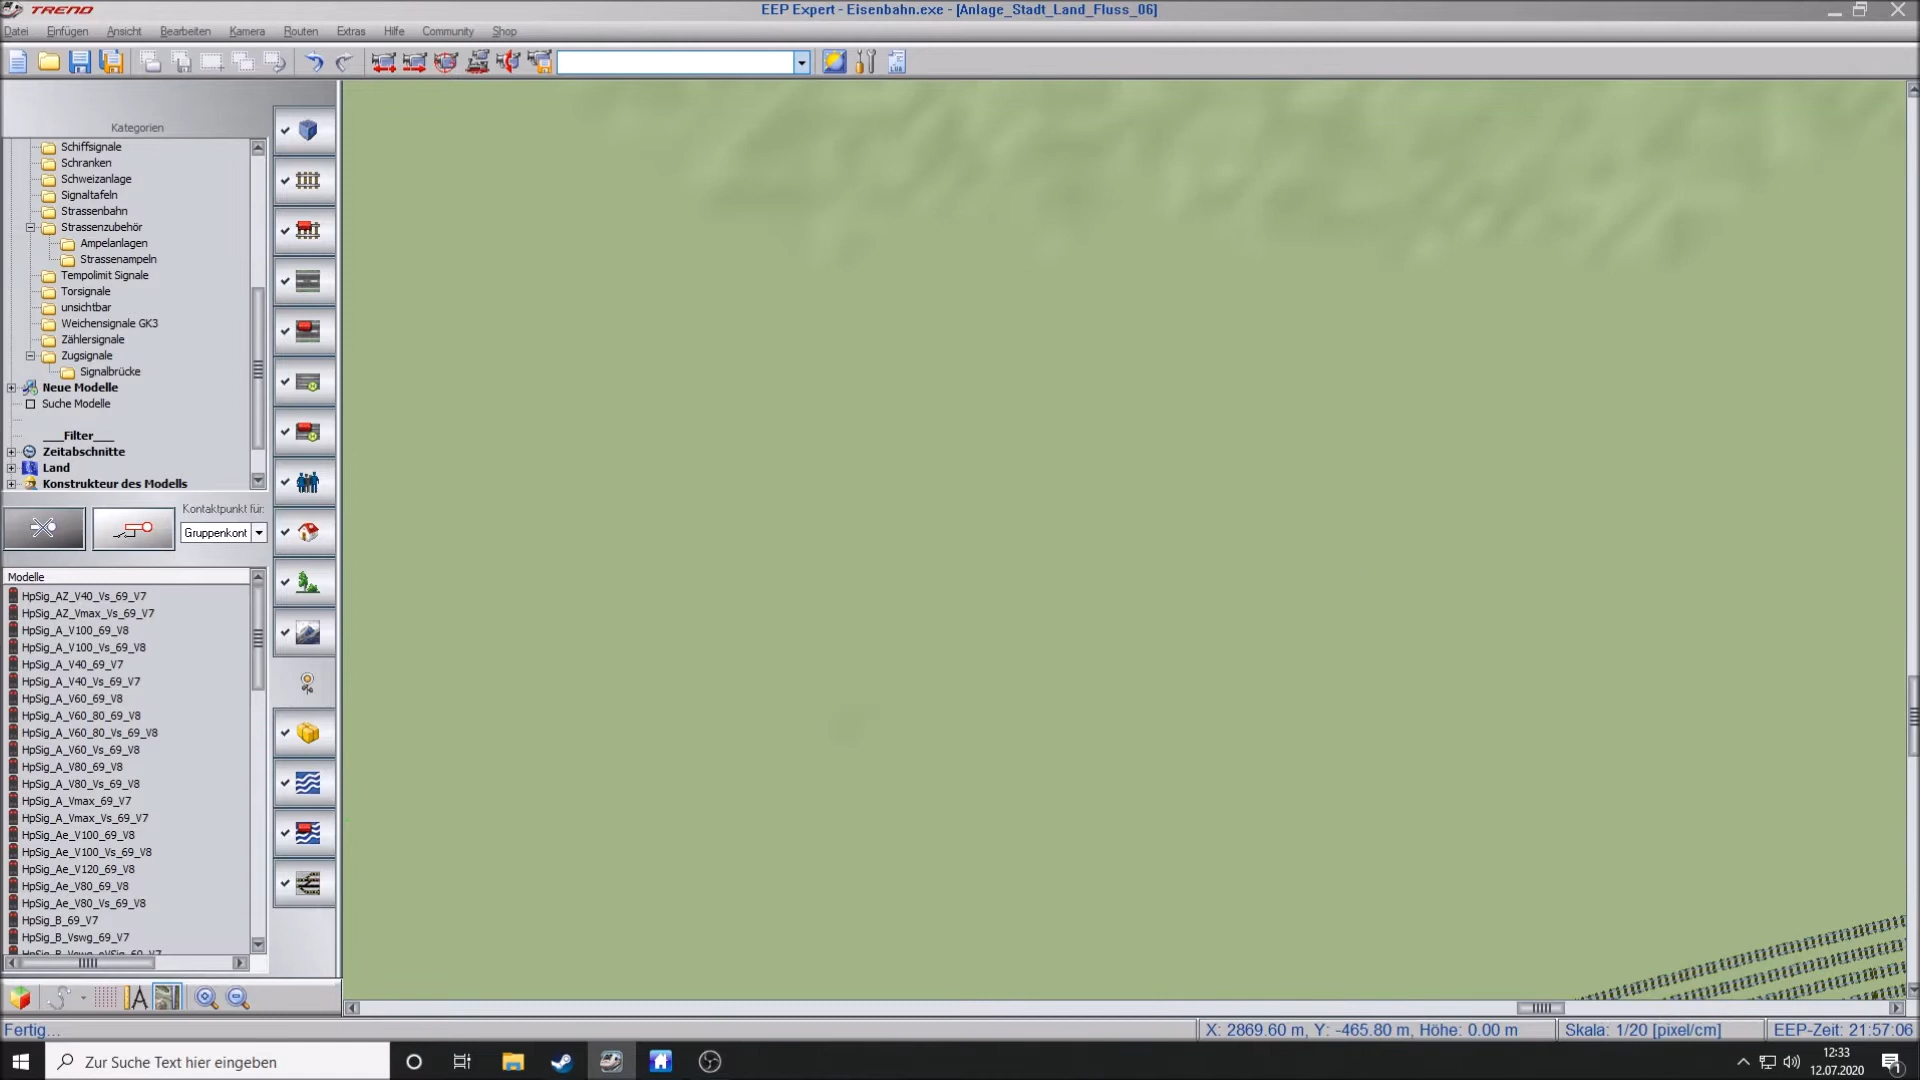 TREND
EEP Expert - Eisenbahn.exe - [Anlage_Stadt_Land_Fluss_06]
Datei Einfügen Ansicht Bearbeiten Kamera Routen Extras Hilfe Community Shop
LUA
Kategorien
Schiffsignale
Schranken
Schweizanlage
Signaltafeln
Strassenbahn
Strassenzubehör
Ampelanlagen
Strassenampeln
Tempolimit Signale
Torsignale
unsichtbar
Weichensignale GK3
Zählersignale
Zugsignale
Signalbrücke
Neue Modelle
Suche Modelle
___Filter___
Zeitabschnitte
Land
Konstrukteur des Modells
Kontaktpunkt für:
Gruppenkont
Modelle
HpSig_AZ_V40_Vs_69_V7
HpSig_AZ_Vmax_Vs_69_V7
HpSig_A_V100_69_V8
HpSig_A_V100_Vs_69_V8
HpSig_A_V40_69_V7
HpSig_A_V40_Vs_69_V7
HpSig_A_V60_69_V8
HpSig_A_V60_80_69_V8
HpSig_A_V60_80_Vs_69_V8
HpSig_A_V60_Vs_69_V8
HpSig_A_V80_69_V8
HpSig_A_V80_Vs_69_V8
HpSig_A_Vmax_69_V7
HpSig_A_Vmax_Vs_69_V7
HpSig_Ae_V100_69_V8
HpSig_Ae_V100_Vs_69_V8
HpSig_Ae_V120_69_V8
HpSig_Ae_V80_69_V8
HpSig_Ae_V80_Vs_69_V8
HpSig_B_69_V7
HpSig_B_Vswg_69_V7
Fertig...
X: 2869.60 m, Y: -465.80 m, Höhe: 0.00 m
Skala: 1/20 [pixel/cm]
EEP-Zeit: 21:57:06
Zur Suche Text hier eingeben
12:33
12.07.2020
1